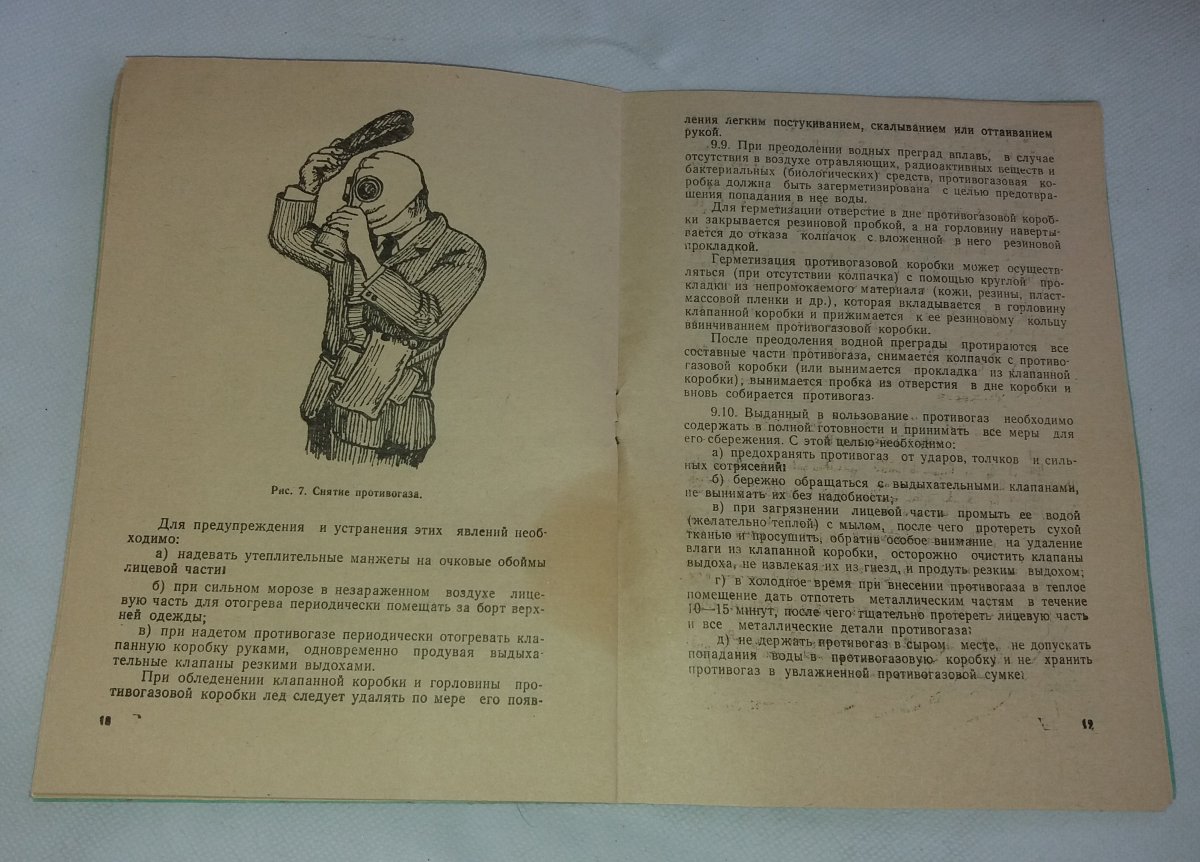 Рис. 7. Снятие противогаза.
Для предупреждения и устранения этих явлений необ-
ходимо:
а) надевать утеплительные манжеты на очковые обоймы
лицевой части;
б) при сильном морозе в незараженном воздухе лице-
вую часть для отогрева периодически помещать за борт верх-
ней одежды;
в) при надетом противогазе периодически отогревать кла-
панную коробку руками, одновременно продувая выдыха-
тельные клапаны резкими выдохами.
При обледенении клапанной коробки и горловины про-
тивогазовой коробки лед следует удалять по мере его появ-
18
ления легким постукиванием, скалыванием или оттаиванием
рукой.
9.9. При преодолении водных преград вплавь, в случае
отсутствия в воздухе отравляющих, радиоактивных веществ и
бактериальных (биологических) средств, противогазовая ко-
робка должна быть загерметизирована с целью предотвра-
щения попадания в нее воды.
Для герметизации отверстие в дне противогазовой короб-
ки закрывается резиновой пробкой, а на горловину наверты-
вается до отказа колпачок с вложенной в него резиновой
прокладкой.
Герметизация противогазовой коробки может осуществ-
ляться (при отсутствии колпачка) с помощью круглой про-
кладки из непромокаемого материала (кожи, резины, пласт-
массовой пленки и др.), которая вкладывается в горловину
клапанной коробки и прижимается к ее резиновому кольцу
ввинчиванием противогазовой коробки.
После преодоления водной преграды протираются все
составные части противогаза, снимается колпачок с противо-
газовой коробки (или вынимается прокладка из клапанной
коробки); вынимается пробка из отверстия в дне коробки и
вновь собирается противогаз.
9.10. Выданный в пользование противогаз необходимо
содержать в полной готовности и принимать все меры для
его сбережения. С этой целью необходимо:
а) предохранять противогаз от ударов, толчков и силь-
ных сотрясений;
б) бережно обращаться с выдыхательными клапанами,
не вынимать их без надобности;
в) при загрязнении лицевой части промыть ее водой
(желательно теплой) с мылом, после чего протереть сухой
тканью и просушить, обратив особое внимание на удаление
влаги из клапанной коробки, осторожно очистить клапаны
выдоха, не извлекая их из гнезд, и продуть резким выдохом;
г) в холодное время при внесении противогаза в теплое
помещение дать отпотеть металлическим частям в течение
10—15 минут, после чего тщательно протереть лицевую часть
и все металлические детали противогаза;
д) не держать противогаз в сыром месте, не допускать
попадания воды в противогазовую коробку и не хранить
противогаз в увлажненной противогазовой сумке;